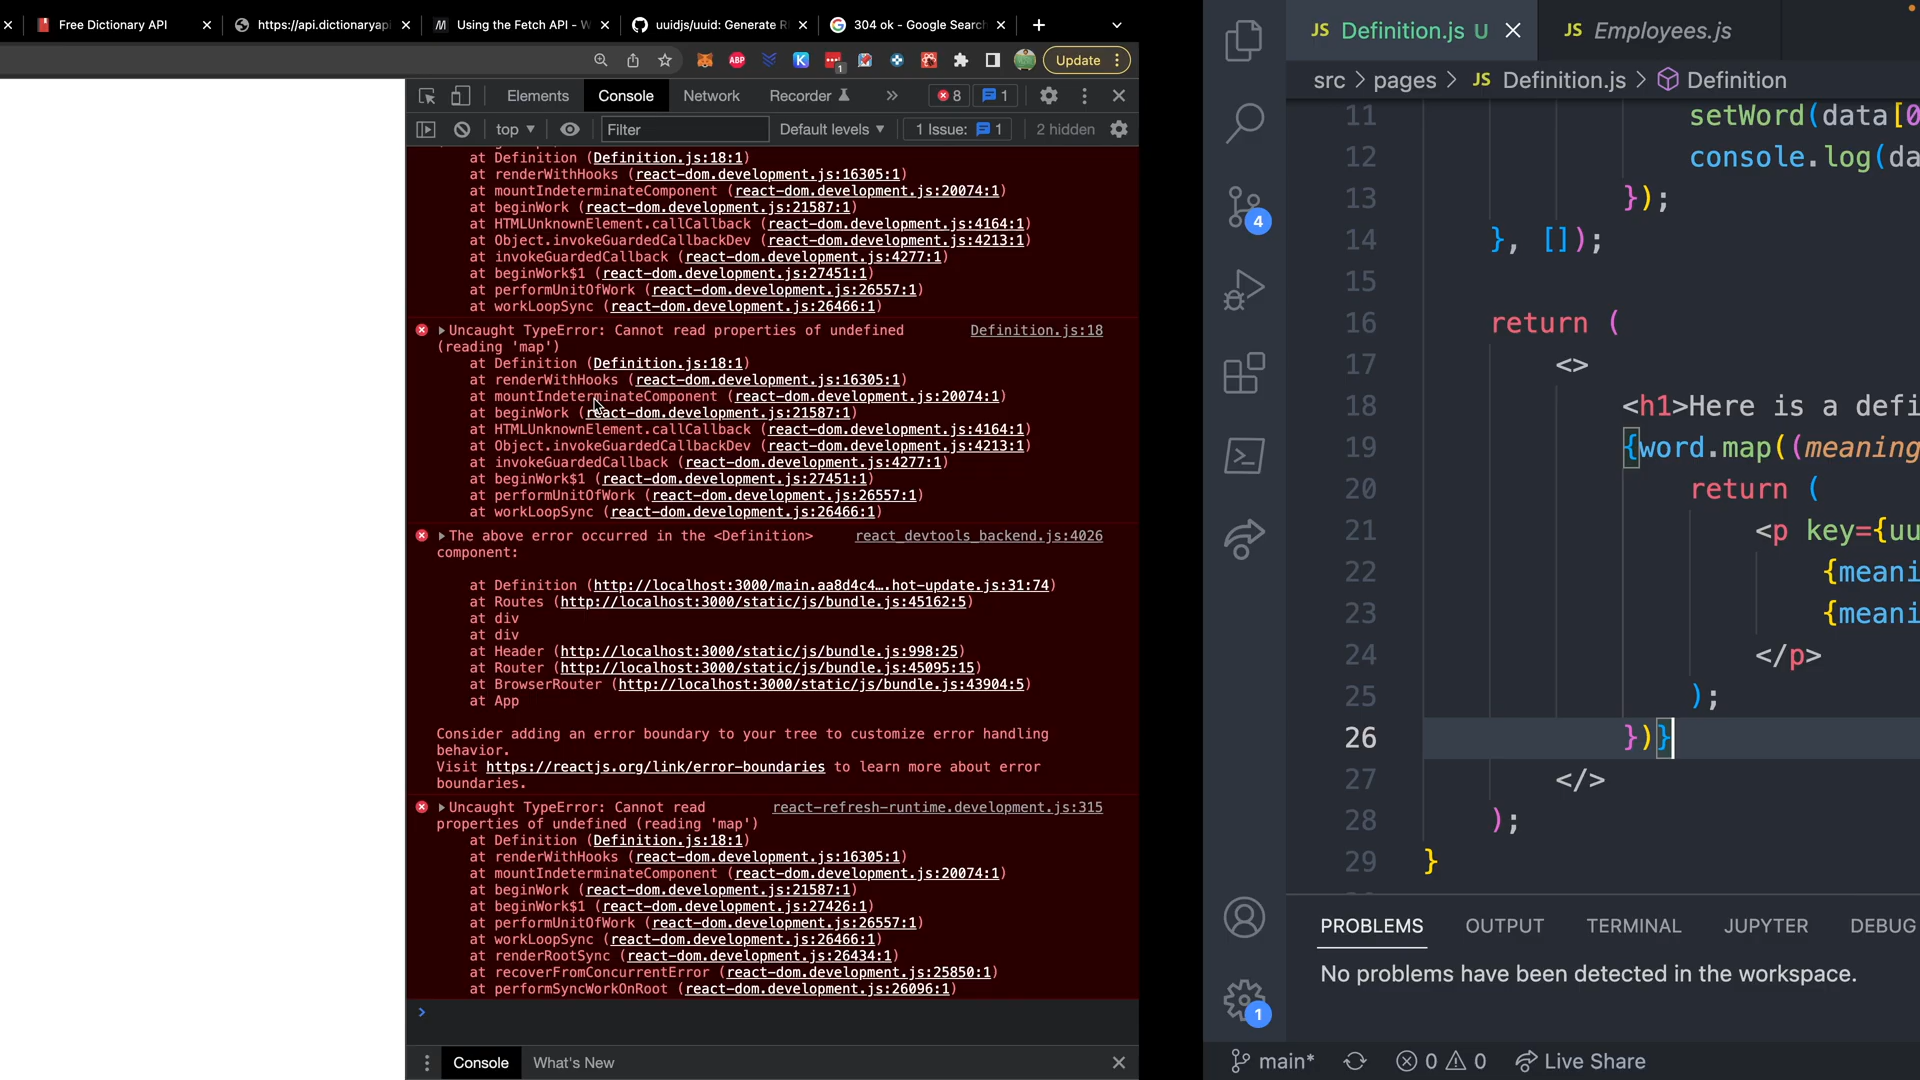 Free Dictionary API
https://api.dictionaryapi
Using the Fetch API - W
uuidjs/uuid: Generate R
304 ok - Google Search
ABP
K
1
Update
Elements
Console
Network
Recorder
8
1
top
Filter
Default levels
1 Issue:
1
2 hidden
at Definition (Definition.js:18:1)
at renderWithHooks (react-dom.development.js:16305:1)
at mountIndeterminateComponent (react-dom.development.js:20074:1)
at beginWork (react-dom.development.js:21587:1)
at HTMLUnknownElement.callCallback (react-dom.development.js:4164:1)
at Object.invokeGuardedCallbackDev (react-dom.development.js:4213:1)
at invokeGuardedCallback (react-dom.development.js:4277:1)
at beginWork$1 (react-dom.development.js:27451:1)
at performUnitOfWork (react-dom.development.js:26557:1)
at workLoopSync (react-dom.development.js:26466:1)
Uncaught TypeError: Cannot read properties of undefined Definition.js:18
(reading 'map')
at Definition (Definition.js:18:1)
at renderWithHooks (react-dom.development.js:16305:1)
at mountIndeterminateComponent (react-dom.development.js:20074:1)
at beginWork (react-dom.development.js:21587:1)
at HTMLUnknownElement.callCallback (react-dom.development.js:4164:1)
at Object.invokeGuardedCallbackDev (react-dom.development.js:4213:1)
at invokeGuardedCallback (react-dom.development.js:4277:1)
at beginWork$1 (react-dom.development.js:27451:1)
at performUnitOfWork (react-dom.development.js:26557:1)
at workLoopSync (react-dom.development.js:26466:1)
The above error occurred in the <Definition> react_devtools_backend.js:4026
component:
at Definition (http://localhost:3000/main.aa8d4c4….hot-update.js:31:74)
at Routes (http://localhost:3000/static/js/bundle.js:45162:5)
at div
at div
at Header (http://localhost:3000/static/js/bundle.js:998:25)
at Router (http://localhost:3000/static/js/bundle.js:45095:15)
at BrowserRouter (http://localhost:3000/static/js/bundle.js:43904:5)
at App
Consider adding an error boundary to your tree to customize error handling
behavior.
Visit https://reactjs.org/link/error-boundaries to learn more about error
boundaries.
Uncaught TypeError: Cannot read react-refresh-runtime.development.js:315
properties of undefined (reading 'map')
at Definition (Definition.js:18:1)
at renderWithHooks (react-dom.development.js:16305:1)
at mountIndeterminateComponent (react-dom.development.js:20074:1)
at beginWork (react-dom.development.js:21587:1)
at beginWork$1 (react-dom.development.js:27426:1)
at performUnitOfWork (react-dom.development.js:26557:1)
at workLoopSync (react-dom.development.js:26466:1)
at renderRootSync (react-dom.development.js:26434:1)
at recoverFromConcurrentError (react-dom.development.js:25850:1)
at performSyncWorkOnRoot (react-dom.development.js:26096:1)
Console
What's New
4
1
JS Definition.js U
JS Employees.js
src > pages > JS Definition.js > Definition
11 setWord(data[0
12 console.log(da
13 });
14 }, []);
15
16 return (
17 <>
18 <h1>Here is a defi
19 {word.map((meaning
20 return (
21 <p key={uu
22 {meani
23 {meani
24 </p>
25 );
26 })}
27 </>
28 );
29 }
PROBLEMS
OUTPUT
TERMINAL
JUPYTER
DEBUG
No problems have been detected in the workspace.
main*
0
0
Live Share